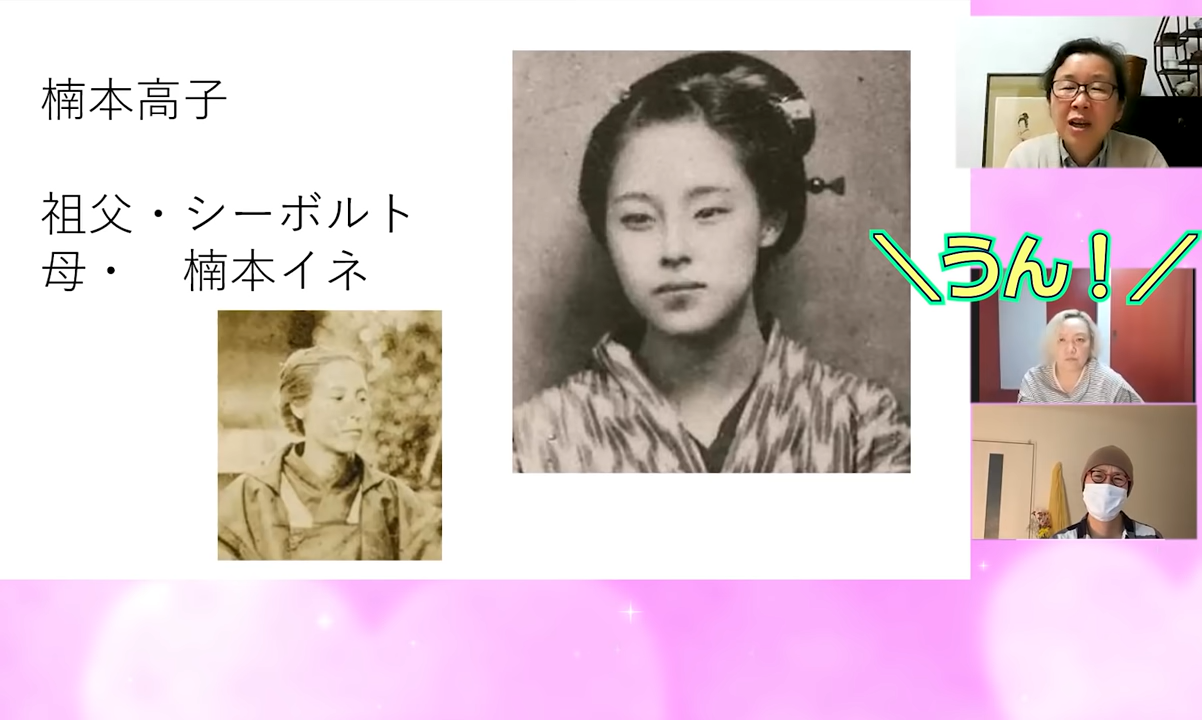 楠本高子
祖父・シーボルト
母・　楠本イネ
＼うん！／